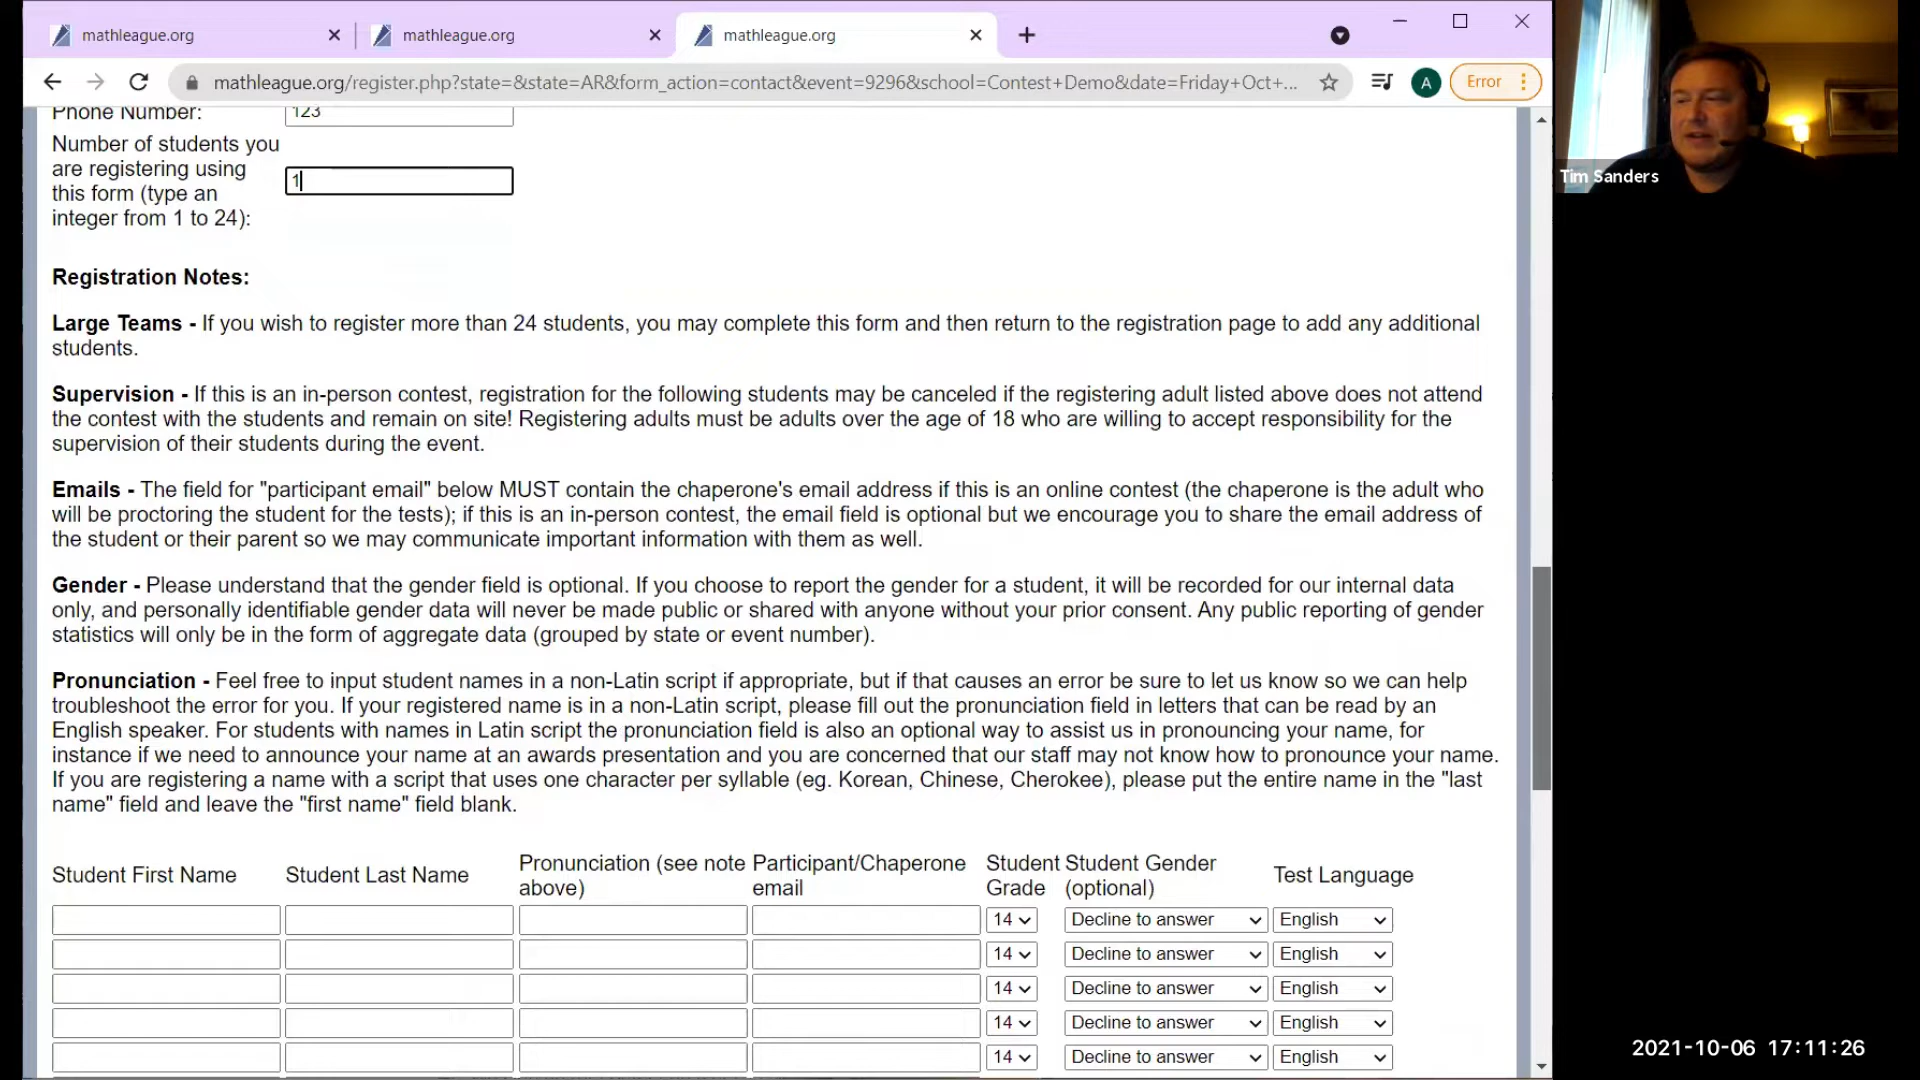 mathleague.org
mathleague.org
mathleague.org
mathleague.org/register.php?state=&state=AR&form_action=contact&event=9296&school=Contest+Demo&date=Friday+Oct+...
A
Error
Tim Sanders
Phone Number:
123
Number of students you
are registering using
this form (type an
integer from 1 to 24):
1
Registration Notes:
Large Teams - If you wish to register more than 24 students, you may complete this form and then return to the registration page to add any additional
students.
Supervision - If this is an in-person contest, registration for the following students may be canceled if the registering adult listed above does not attend
the contest with the students and remain on site! Registering adults must be adults over the age of 18 who are willing to accept responsibility for the
supervision of their students during the event.
Emails - The field for "participant email" below MUST contain the chaperone's email address if this is an online contest (the chaperone is the adult who
will be proctoring the student for the tests); if this is an in-person contest, the email field is optional but we encourage you to share the email address of
the student or their parent so we may communicate important information with them as well.
Gender - Please understand that the gender field is optional. If you choose to report the gender for a student, it will be recorded for our internal data
only, and personally identifiable gender data will never be made public or shared with anyone without your prior consent. Any public reporting of gender
statistics will only be in the form of aggregate data (grouped by state or event number).
Pronunciation - Feel free to input student names in a non-Latin script if appropriate, but if that causes an error be sure to let us know so we can help
troubleshoot the error for you. If your registered name is in a non-Latin script, please fill out the pronunciation field in letters that can be read by an
English speaker. For students with names in Latin script the pronunciation field is also an optional way to assist us in pronouncing your name, for
instance if we need to announce your name at an awards presentation and you are concerned that our staff may not know how to pronounce your name.
If you are registering a name with a script that uses one character per syllable (eg. Korean, Chinese, Cherokee), please put the entire name in the "last
name" field and leave the "first name" field blank.
Student First Name
Student Last Name
Pronunciation (see note
above)
Participant/Chaperone
email
Student
Grade
Student Gender
(optional)
Test Language
14 Decline to answer English
14 Decline to answer English
14 Decline to answer English
14 Decline to answer English
14 Decline to answer English
2021-10-06 17:11:26